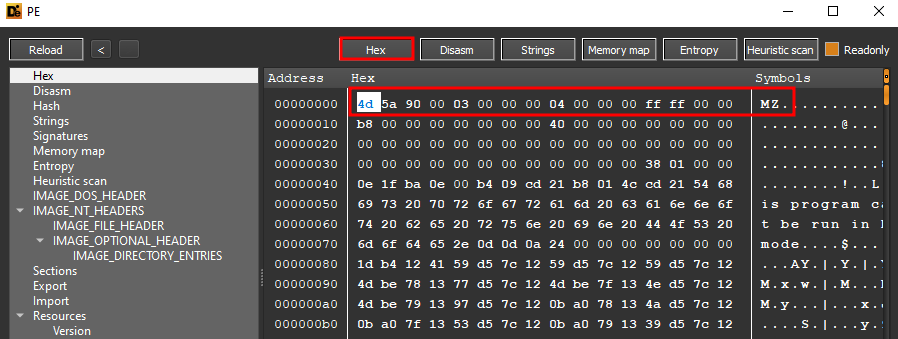 PE
Reload < Hex Disasm Strings Memory map Entropy Heuristic scan Readonly
Hex
Disasm
Hash
Strings
Signatures
Memory map
Entropy
Heuristic scan
IMAGE_DOS_HEADER
IMAGE_NT_HEADERS
IMAGE_FILE_HEADER
IMAGE_OPTIONAL_HEADER
IMAGE_DIRECTORY_ENTRIES
Sections
Export
Import
Resources
Version
Address Hex Symbols
00000000 4d 5a 90 00 03 00 00 00 04 00 00 00 ff ff 00 00 MZ...........
00000010 b8 00 00 00 00 00 00 00 40 00 00 00 00 00 00 00 ........@....
00000020 00 00 00 00 00 00 00 00 00 00 00 00 00 00 00 00 .............
00000030 00 00 00 00 00 00 00 00 00 00 00 00 38 01 00 00 ............8
00000040 0e 1f ba 0e 00 b4 09 cd 21 b8 01 4c cd 21 54 68 ........!..L
00000050 69 73 20 70 72 6f 67 72 61 6d 20 63 61 6e 6e 6f is program ca
00000060 74 20 62 65 20 72 75 6e 20 69 6e 20 44 4f 53 20 t be run in
00000070 6d 6f 64 65 2e 0d 0d 0a 24 00 00 00 00 00 00 00 mode....$....
00000080 1d b4 12 41 59 d5 7c 12 59 d5 7c 12 59 d5 7c 12 ...AY.|.Y.|.Y
00000090 4d be 78 13 77 d5 7c 12 4d be 7f 13 4e d5 7c 12 M.x.w.|.M...
000000a0 4d be 79 13 97 d5 7c 12 0b a0 78 13 4a d5 7c 12 M.y...|...x.
000000b0 0b a0 7f 13 53 d5 7c 12 0b a0 79 13 39 d5 7c 12 ....S.|...y.